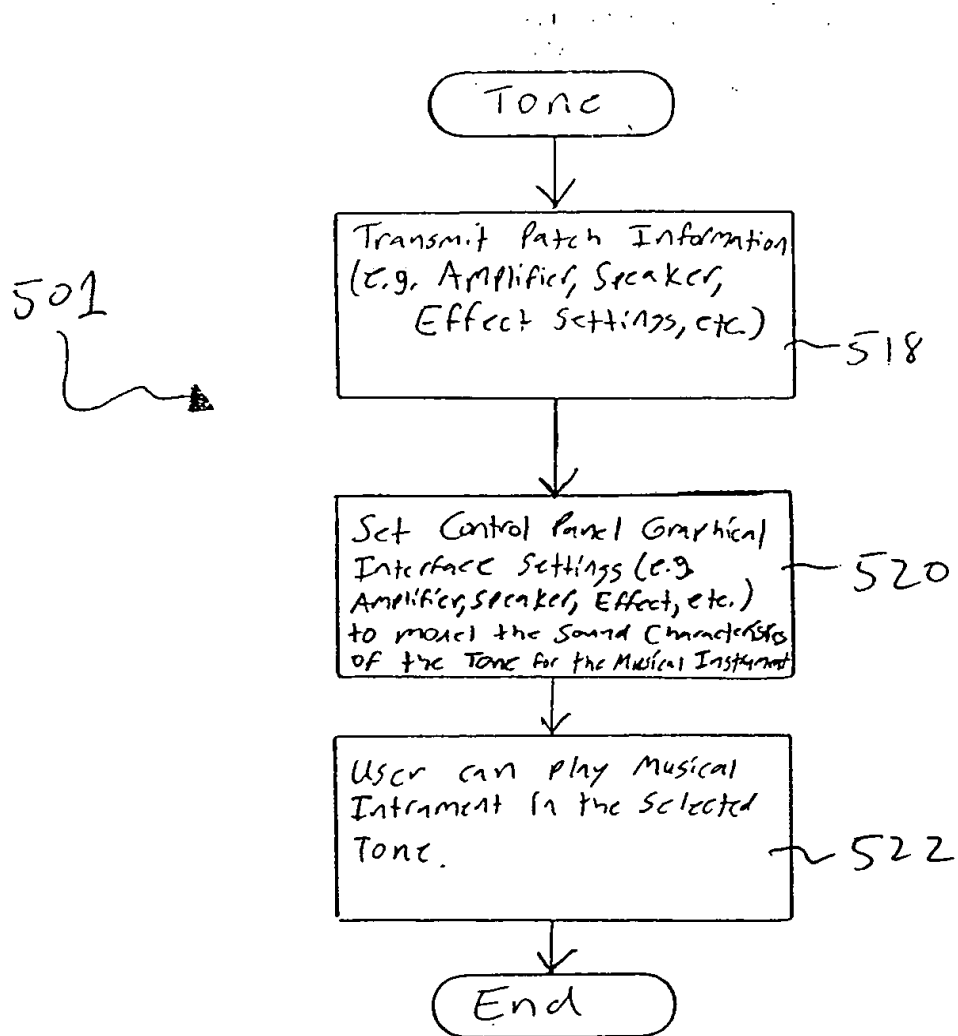 Tone
Transmit Patch Information
(e.g. Amplifier, Speaker,
Effect Settings, etc.)
518
501
Set Control Panel Graphical
Interface Settings (e.g.
Amplifier, Speaker, Effect, etc.)
to model the Sound Characteristics
of the Tone for the Musical Instrument
520
User can play Musical
Intrument in the Selected
Tone.
522
End